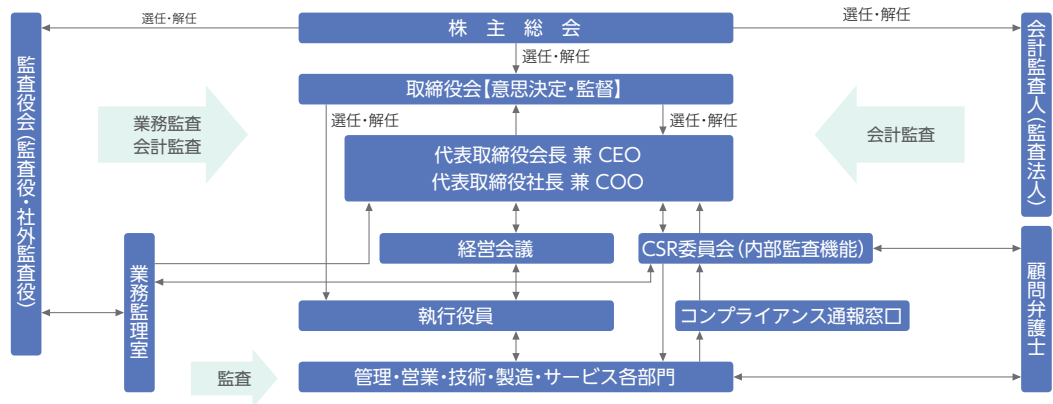 選任・解任
株 主 総 会
選任・解任
選任・解任
取締役会【意思決定・監督】
選任・解任
選任・解任
監査役会(監査役・社外監査役)
業務監査
会計監査
代表取締役会長 兼 CEO
代表取締役社長 兼 COO
会計監査
会計監査人(監査法人)
経営会議
CSR委員会(内部監査機能)
業務監理室
執行役員
コンプライアンス通報窓口
顧問弁護士
監査
管理・営業・技術・製造・サービス各部門